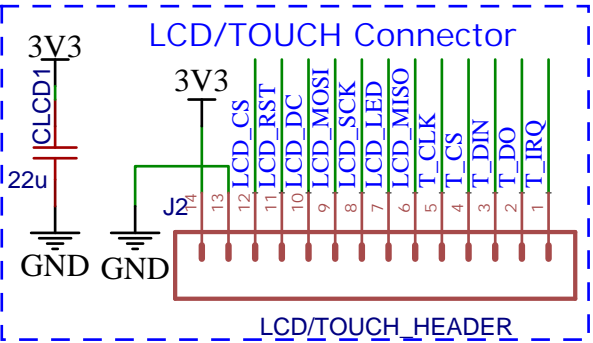 LCD/TOUCH Connector
3V3
CLCD1
22u
GND
3V3
GND
J2
LCD_CS
LCD_RST
LCD_DC
LCD_MOSI
LCD_SCK
LCD_LED
LCD_MISO
T_CLK
T_CS
T_DIN
T_DO
T_IRQ
14
13
12
11
10
9
8
7
6
5
4
3
2
1
LCD/TOUCH_HEADER